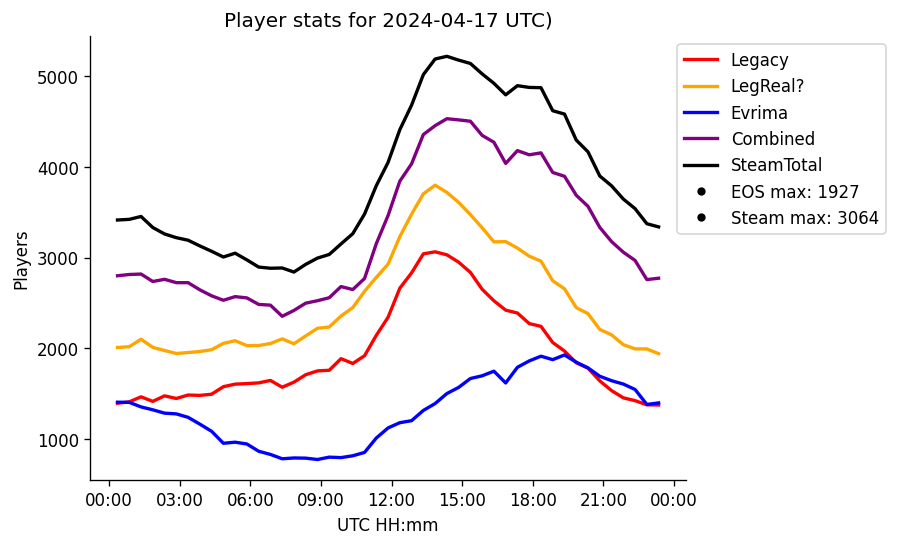 Player stats for 2024-04-17 UTC)
Players
5000
4000
3000
2000
1000
00:00 03:00 06:00 09:00 12:00 15:00 18:00 21:00 00:00
UTC HH:mm
Legacy
LegReal?
Evrima
Combined
SteamTotal
EOS max: 1927
Steam max: 3064